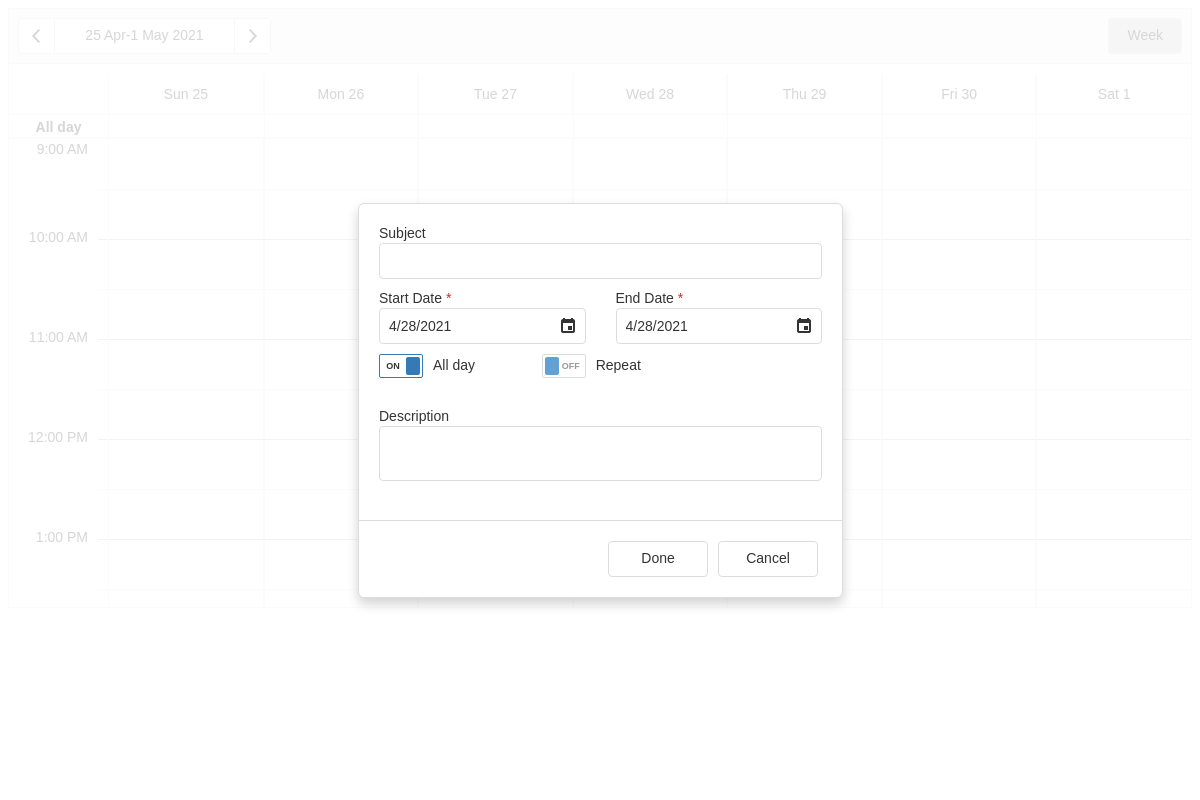 25 Apr-1 May 2021
Week
Sun 25 Mon 26 Tue 27 Wed 28 Thu 29 Fri 30 Sat 1
All day
9:00 AM
10:00 AM
11:00 AM
12:00 PM
1:00 PM
Subject
Start Date * End Date *
4/28/2021 4/28/2021
ON All day OFF Repeat
Description
Done Cancel